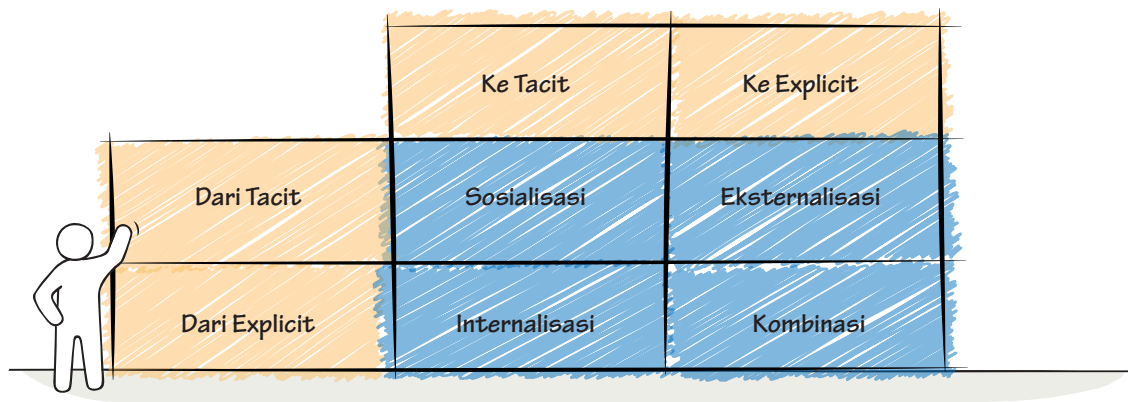 Ke Tacit
Ke Explicit
Dari Tacit
Sosialisasi
Eksternalisasi
Dari Explicit
Internalisasi
Kombinasi